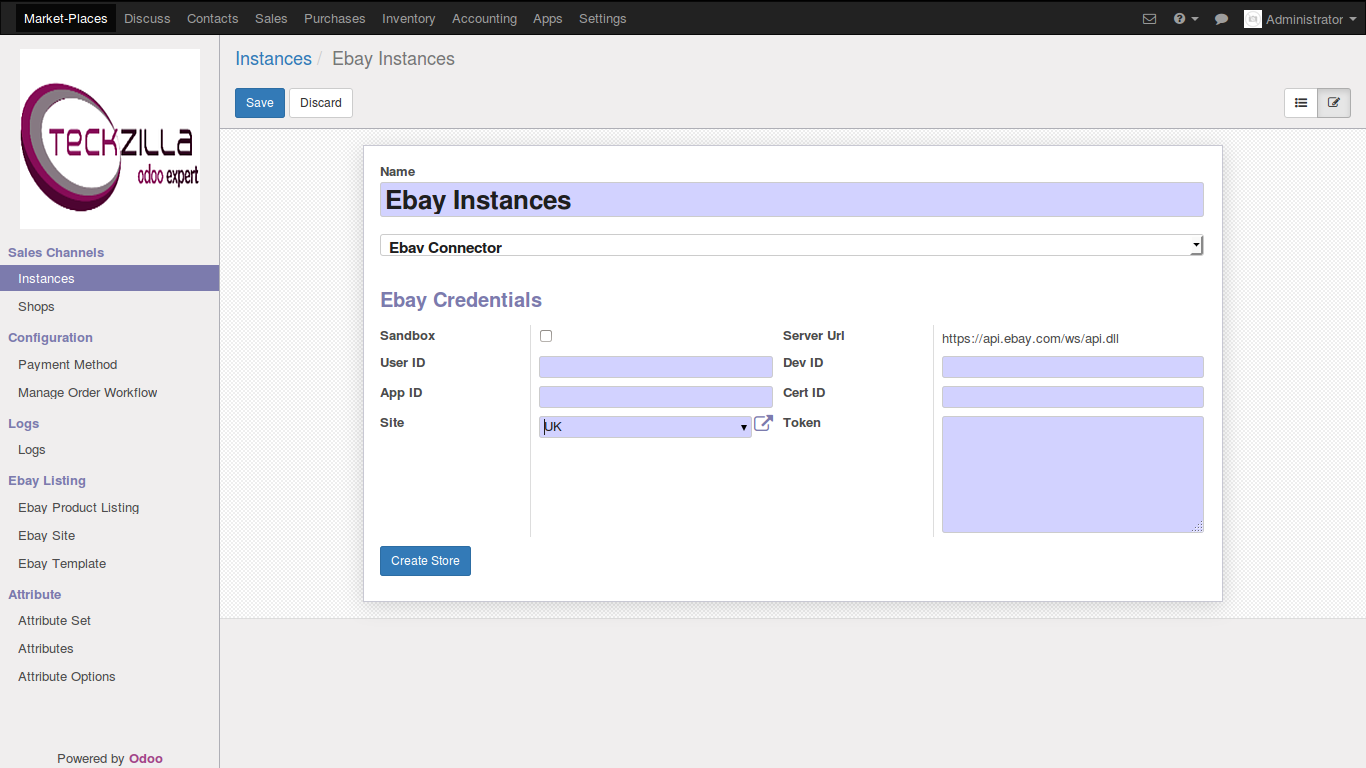 Market-Places Discuss Contacts Sales Purchases Inventory Accounting Apps Settings Administrator
TECKZILLA
odoo expert
Sales Channels
Instances
Shops
Configuration
Payment Method
Manage Order Workflow
Logs
Logs
Ebay Listing
Ebay Product Listing
Ebay Site
Ebay Template
Attribute
Attribute Set
Attributes
Attribute Options
Powered by Odoo
Instances / Ebay Instances
Save Discard
Name
Ebay Instances
Ebay Connector
Ebay Credentials
Sandbox Server Url https://api.ebay.com/ws/api.dll
User ID Dev ID
App ID Cert ID
Site UK Token
Create Store